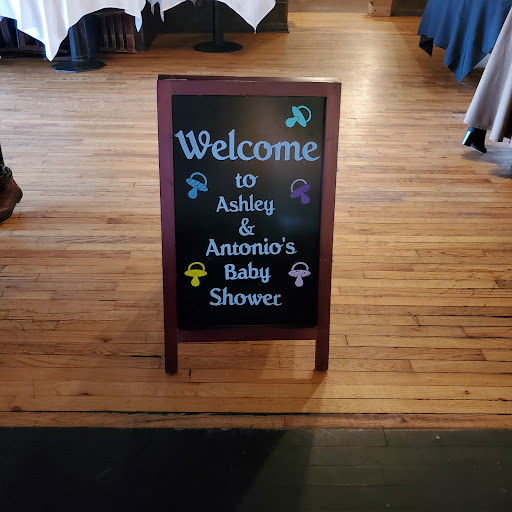 Welcome
to
Ashley
&
Antonio's
Baby
Shower